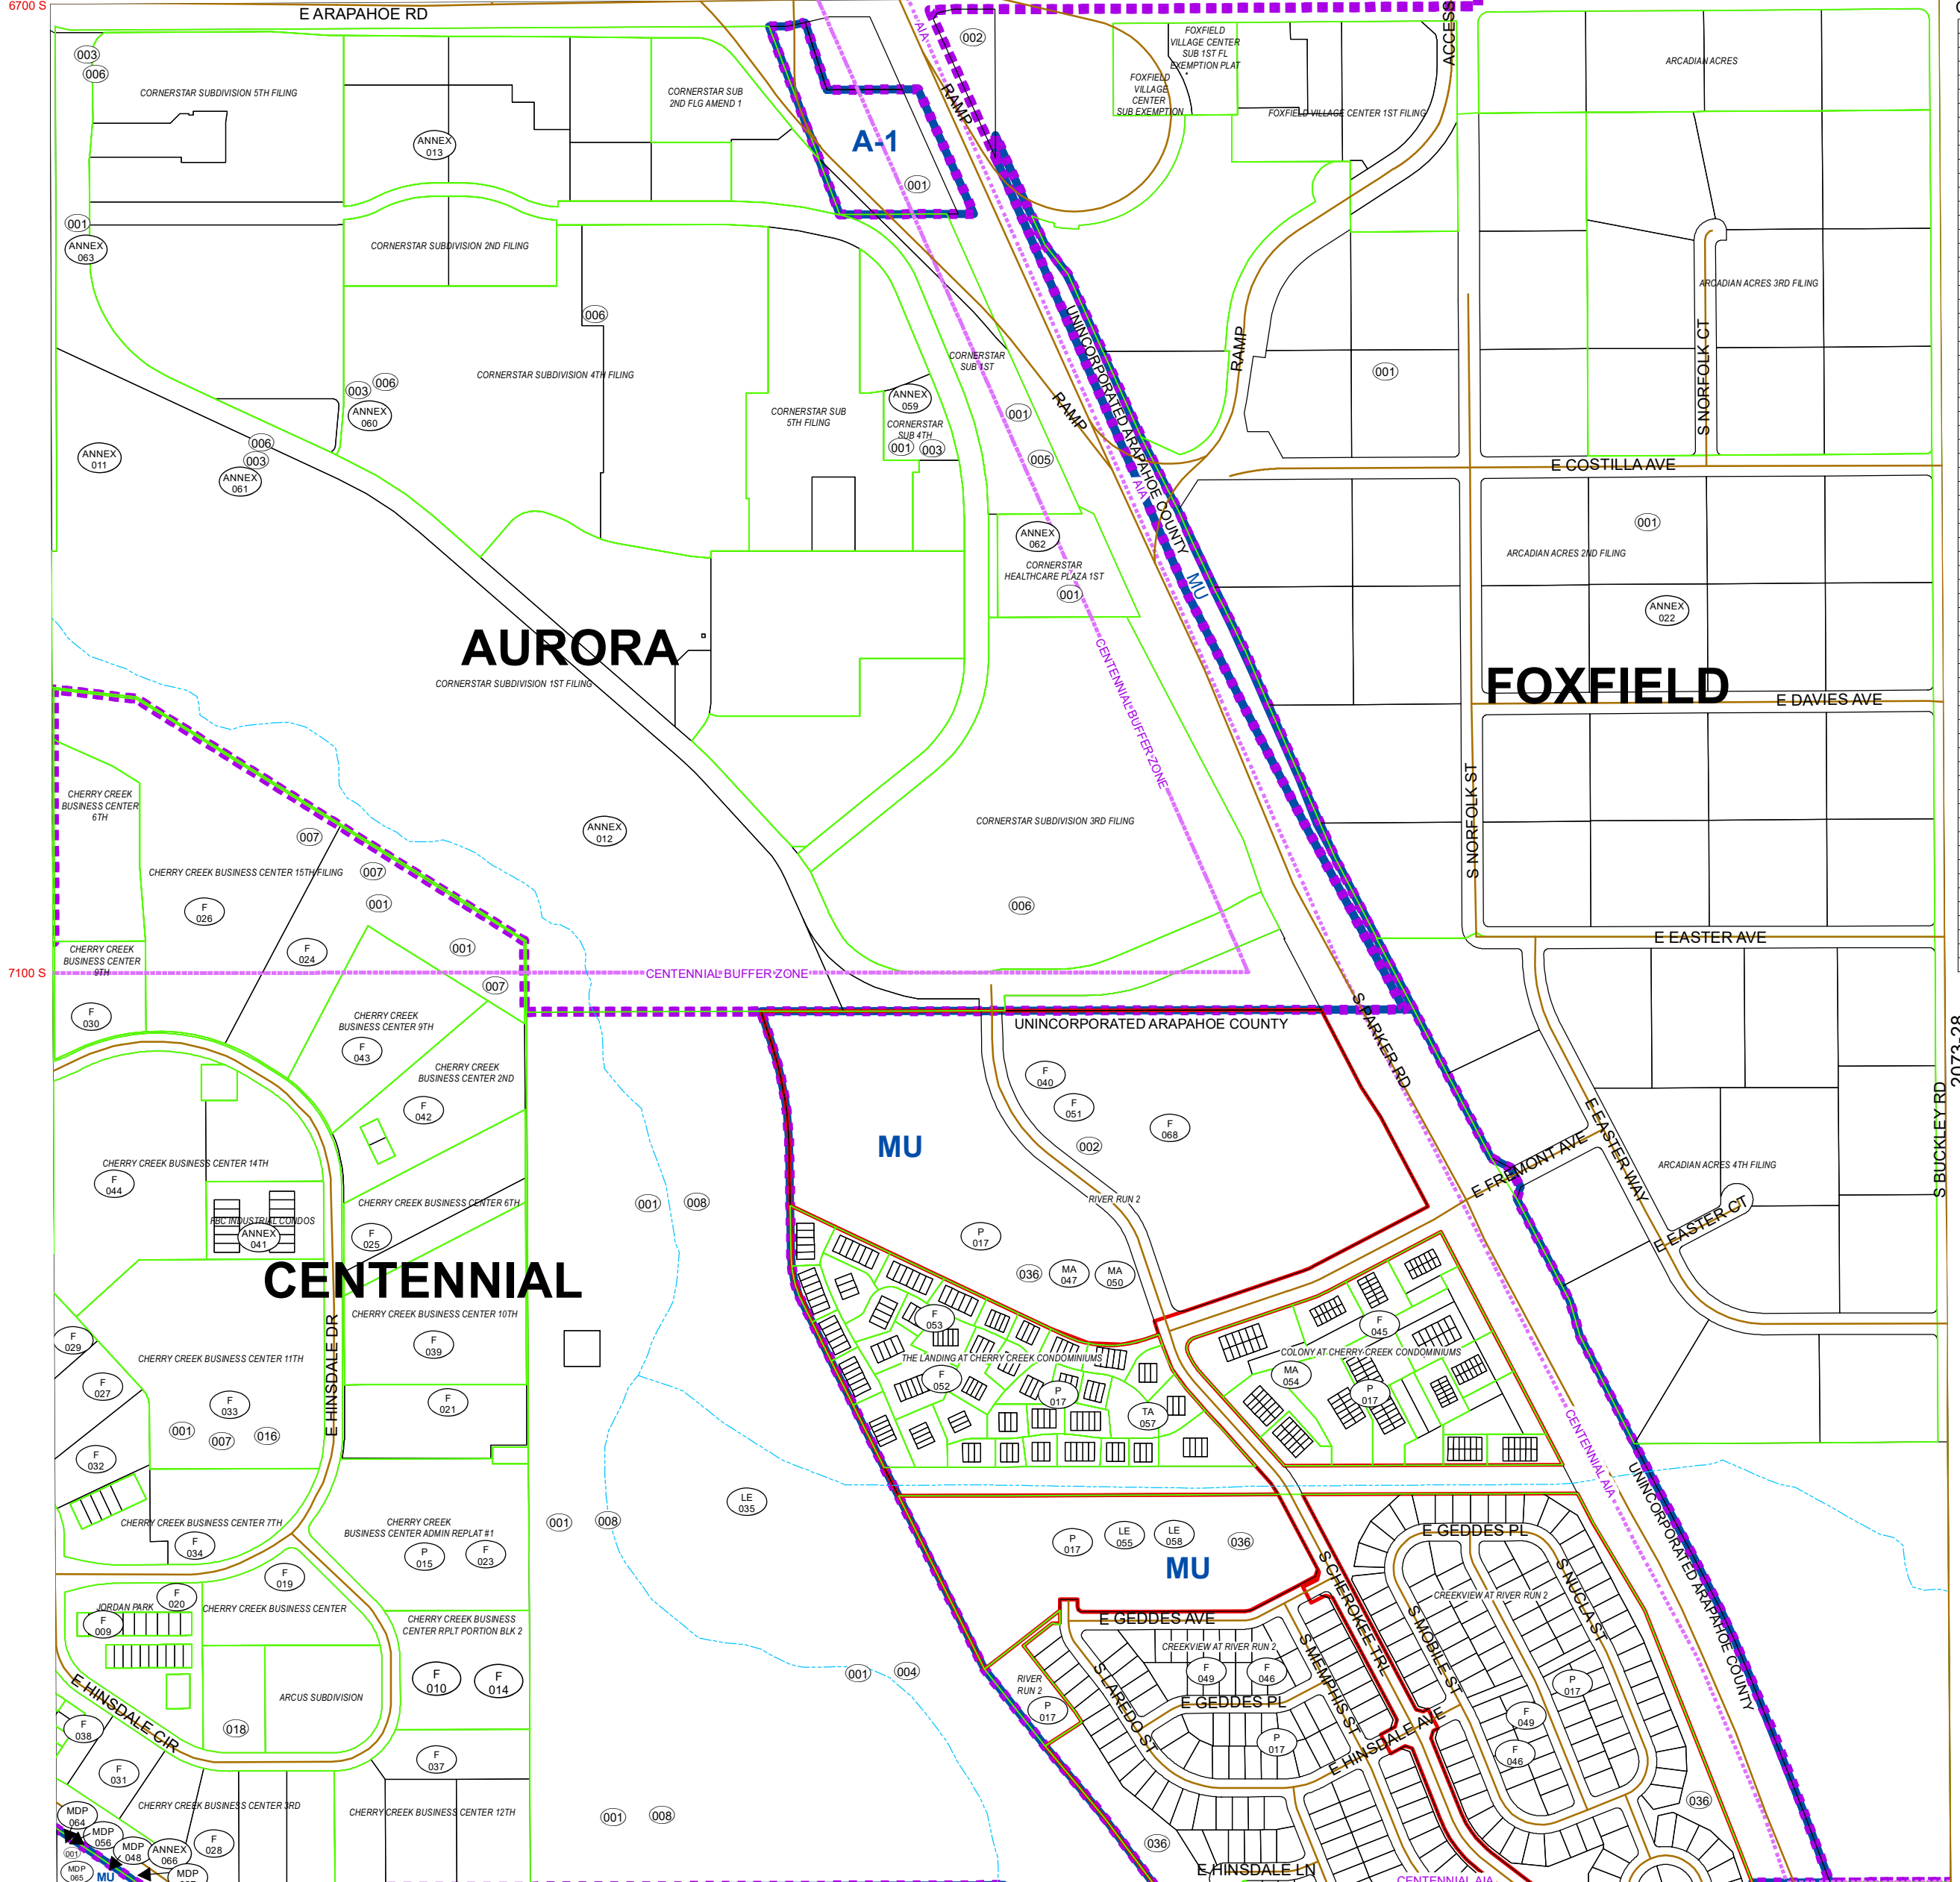 6700 S
E ARAPAHOE RD
003
006
CORNERSTAR SUBDIVISION 5TH FILING
ANNEX
013
CORNERSTAR SUB
2ND FLG AMEND 1
A-1
001
AIA
RAMP
002
FOXFIELD
VILLAGE CENTER
SUB 1ST FL
EXEMPTION PLAT
FOXFIELD
VILLAGE
CENTER
SUB EXEMPTION
FOXFIELD VILLAGE CENTER 1ST FILING
ACCESS
ARCADIAN ACRES
001
ANNEX
063
CORNERSTAR SUBDIVISION 2ND FILING
006
CORNERSTAR SUBDIVISION 4TH FILING
003
006
ANNEX
060
006
003
ANNEX
061
ANNEX
011
CORNERSTAR SUB
5TH FILING
CORNERSTAR
SUB 1ST
ANNEX
059
CORNERSTAR
SUB 4TH
001
003
001
005
RAMP
UNINCORPORATED ARAPAHOE COUNTY
AIA
MU
RAMP
001
ARCADIAN ACRES 3RD FILING
S NORFOLK CT
E COSTILLA AVE
001
ARCADIAN ACRES 2ND FILING
ANNEX
022
ANNEX
062
CORNERSTAR
HEALTHCARE PLAZA 1ST
001
AURORA
CORNERSTAR SUBDIVISION 1ST FILING
CENTENNIAL BUFFER ZONE
FOXFIELD
E DAVIES AVE
S NORFOLK ST
E EASTER AVE
CHERRY CREEK
BUSINESS CENTER
6TH
007
ANNEX
012
CORNERSTAR SUBDIVISION 3RD FILING
CHERRY CREEK BUSINESS CENTER 15TH FILING
007
F
026
001
006
F
024
001
CHERRY CREEK
BUSINESS CENTER
9TH
7100 S
CENTENNIAL BUFFER ZONE
007
F
030
CHERRY CREEK
BUSINESS CENTER 9TH
F
043
UNINCORPORATED ARAPAHOE COUNTY
S PARKER RD
2073-28
CHERRY CREEK
BUSINESS CENTER 2ND
F
042
F
040
F
051
F
068
002
MU
E FREMONT AVE
E EASTER WAY
E EASTER CT
ARCADIAN ACRES 4TH FILING
S BUCKLEY RD
CHERRY CREEK BUSINESS CENTER 14TH
F
044
CHERRY CREEK BUSINESS CENTER 6TH
001
008
RIVER RUN 2
FBC INDUSTRIAL CONDOS
ANNEX
041
F
025
P
017
036
MA
047
MA
050
CENTENNIAL
CHERRY CREEK BUSINESS CENTER 10TH
F
039
F
029
E HINSDALE DR
CHERRY CREEK BUSINESS CENTER 11TH
F
027
F
033
F
021
001
007
016
F
032
F
053
THE LANDING AT CHERRY CREEK CONDOMINIUMS
F
052
P
017
TA
057
F
045
COLONY AT CHERRY CREEK CONDOMINIUMS
MA
054
P
017
CENTENNIAL AIA
UNINCORPORATED ARAPAHOE COUNTY
LE
035
001
008
CHERRY CREEK BUSINESS CENTER 7TH
F
034
CHERRY CREEK
BUSINESS CENTER ADMIN REPLAT #1
P
015
F
023
P
017
LE
055
LE
058
036
MU
E GEDDES PL
S CHEROKEE TRL
S NUCLA ST
CREEKVIEW AT RIVER RUN 2
S MOBILE ST
F
019
F
020
JORDAN PARK
F
009
CHERRY CREEK BUSINESS CENTER
CHERRY CREEK BUSINESS
CENTER RPLT PORTION BLK 2
E GEDDES AVE
CREEKVIEW AT RIVER RUN 2
S MEMPHIS ST
F
049
F
046
001
004
F
010
F
014
RIVER
RUN 2
P
017
S LAREDO ST
E GEDDES PL
P
017
E HINSDALE AVE
P
017
F
049
F
046
ARCUS SUBDIVISION
018
E HINSDALE CIR
F
038
F
031
F
037
036
CHERRY CREEK BUSINESS CENTER 3RD
CHERRY CREEK BUSINESS CENTER 12TH
001
008
036
MDP
064
MDP
056
MDP
048
ANNEX
066
F
028
001
MDP
065
MU
MDP
E HINSDALE LN
CENTENNIAL AIA